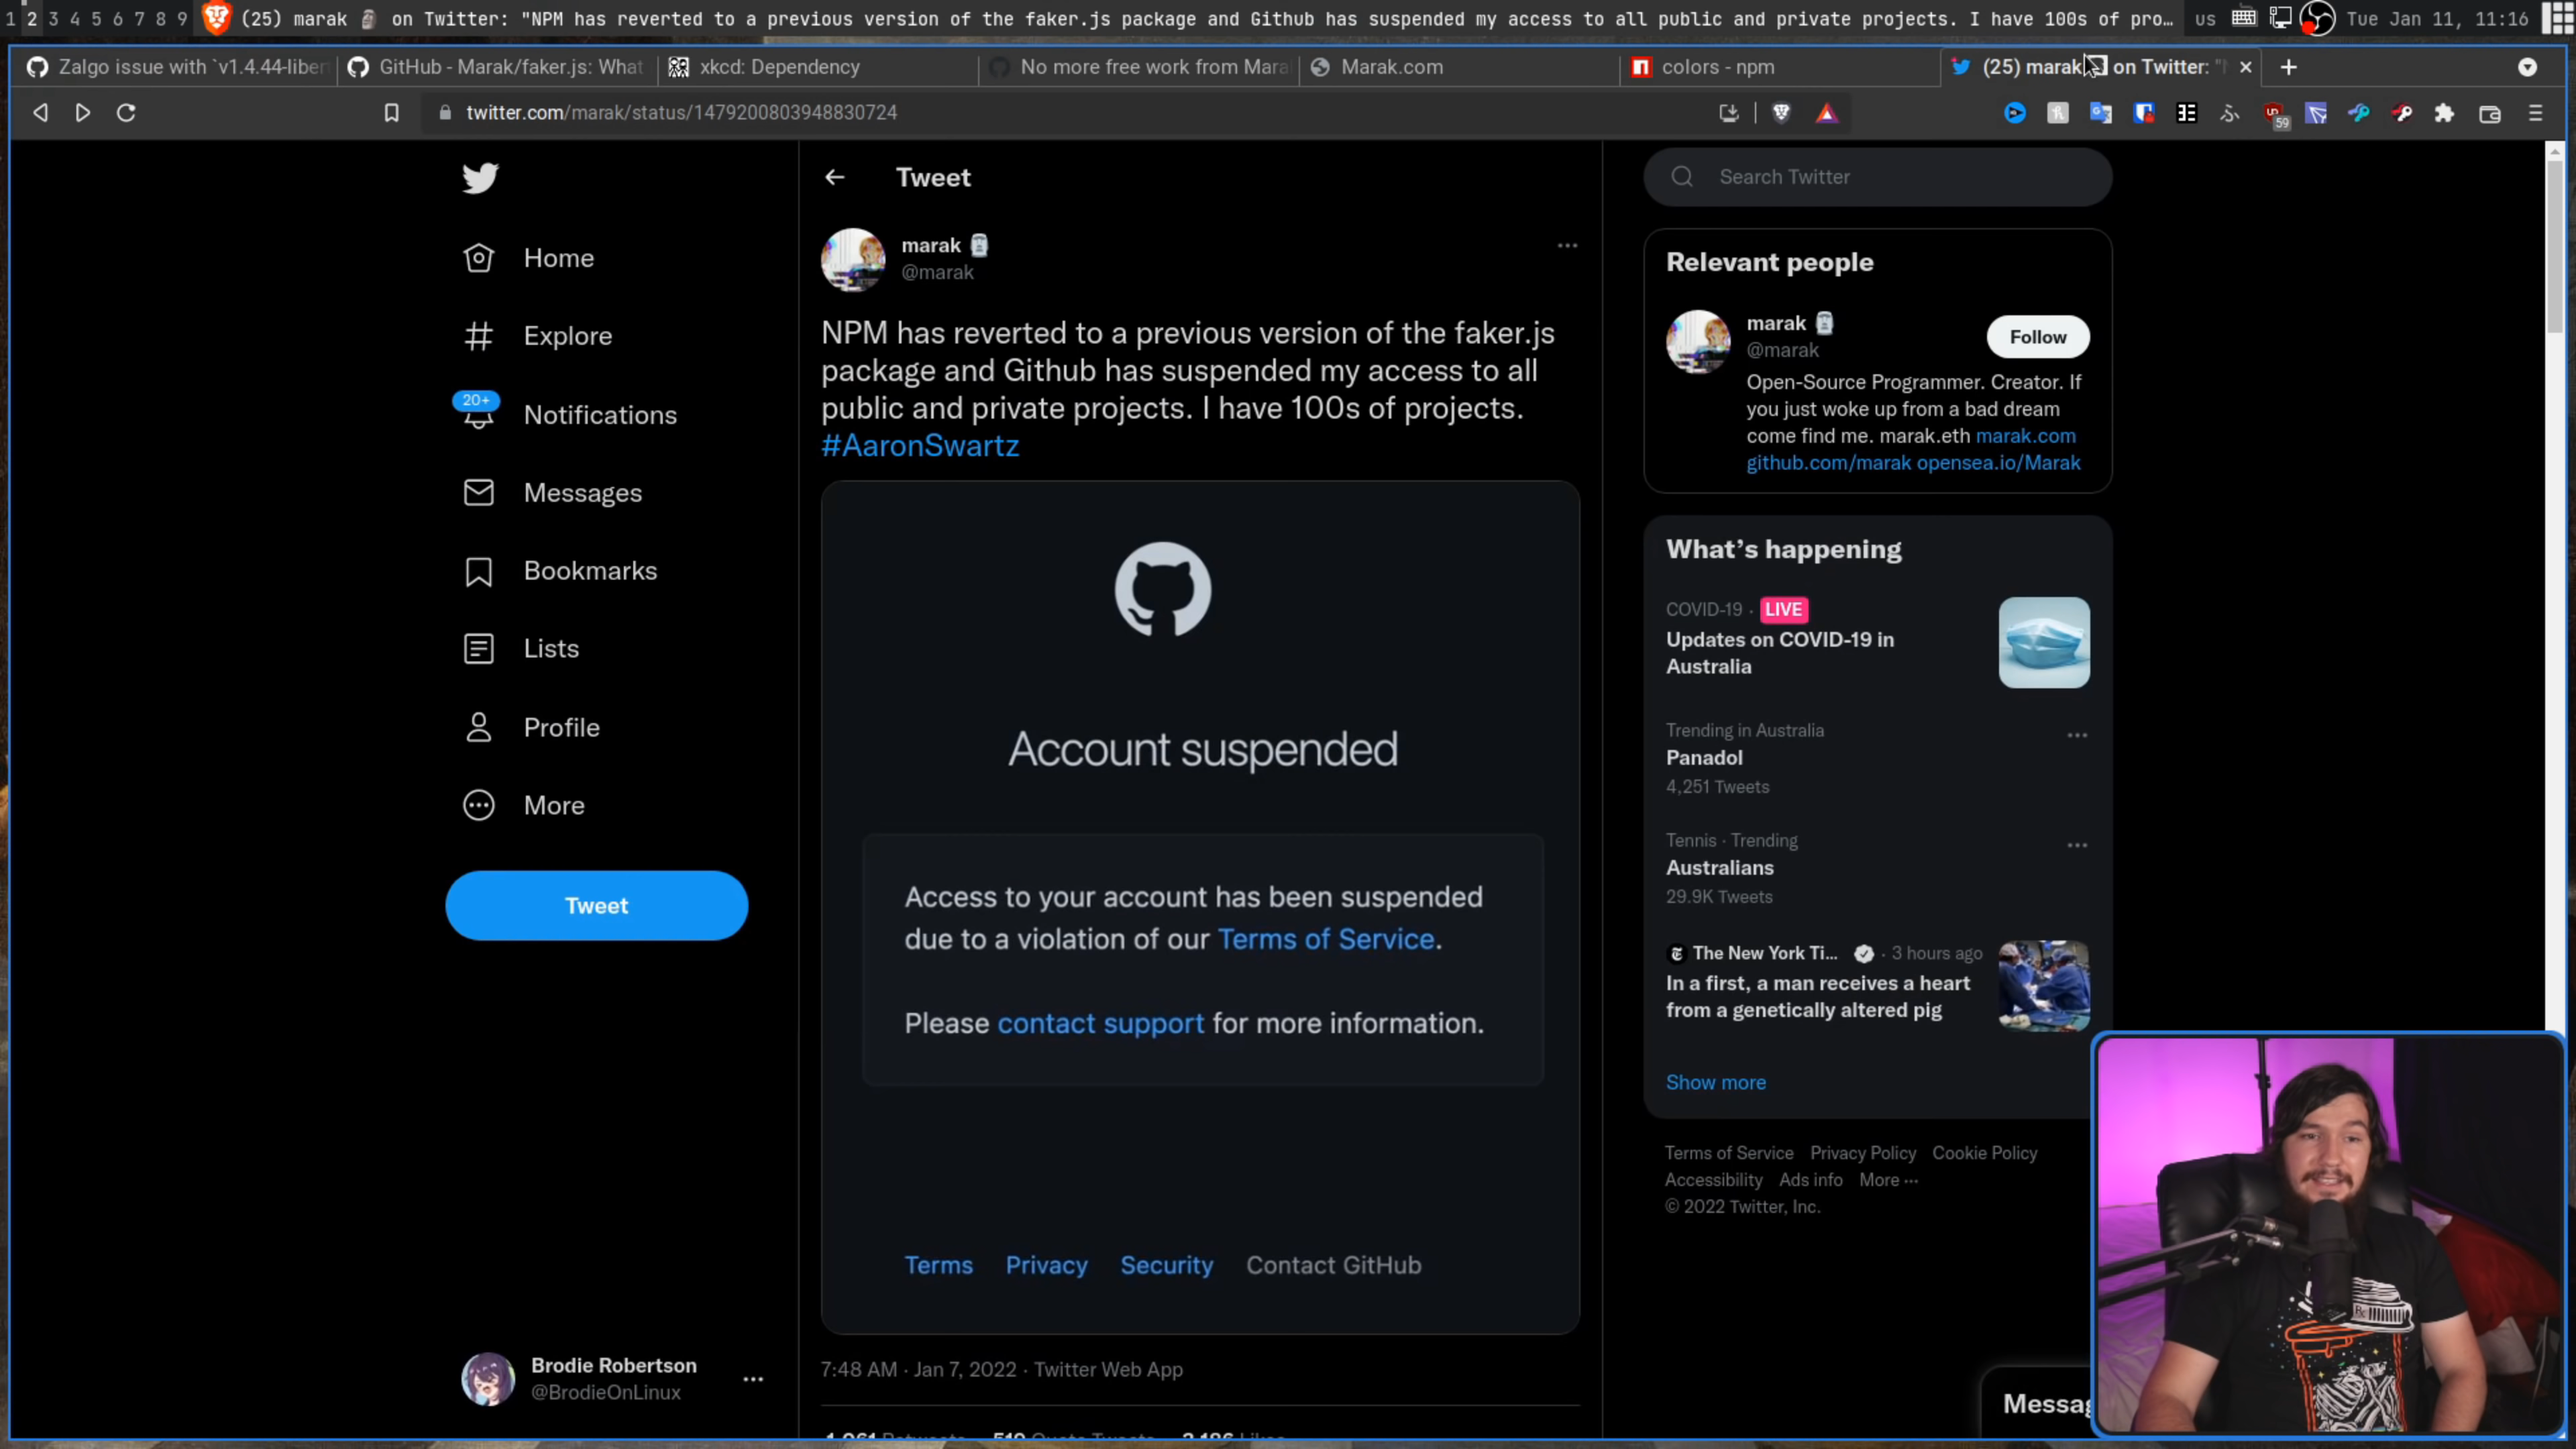 1 2 3 4 5 6 7 8 9 (25) marak 🗿 on Twitter: "NPM has reverted to a previous version of the faker.js package and Github has suspended my access to all public and private projects. I have 100s of pro… us Tue Jan 11, 11:16
Zalgo issue with `v1.4.44-liber GitHub - Marak/faker.js: What xkcd: Dependency No more free work from Mara Marak.com colors - npm (25) marak on Twitter: "
twitter.com/marak/status/1479200803948830724
59
Home
Explore
20+
Notifications
Messages
Bookmarks
Lists
Profile
More
Tweet
Brodie Robertson
@BrodieOnLinux
Tweet
marak 🗿
@marak
NPM has reverted to a previous version of the faker.js
package and Github has suspended my access to all
public and private projects. I have 100s of projects.
#AaronSwartz
Account suspended
Access to your account has been suspended
due to a violation of our Terms of Service.
Please contact support for more information.
Terms Privacy Security Contact GitHub
7:48 AM · Jan 7, 2022 · Twitter Web App
Search Twitter
Relevant people
marak 🗿
@marak
Follow
Open-Source Programmer. Creator. If
you just woke up from a bad dream
come find me. marak.eth marak.com
github.com/marak opensea.io/Marak
What's happening
COVID-19 · LIVE
Updates on COVID-19 in
Australia
Trending in Australia
Panadol
4,251 Tweets
Tennis · Trending
Australians
29.9K Tweets
The New York Ti… · 3 hours ago
In a first, a man receives a heart
from a genetically altered pig
Show more
Terms of Service Privacy Policy Cookie Policy
Accessibility Ads info More ···
© 2022 Twitter, Inc.
Messag